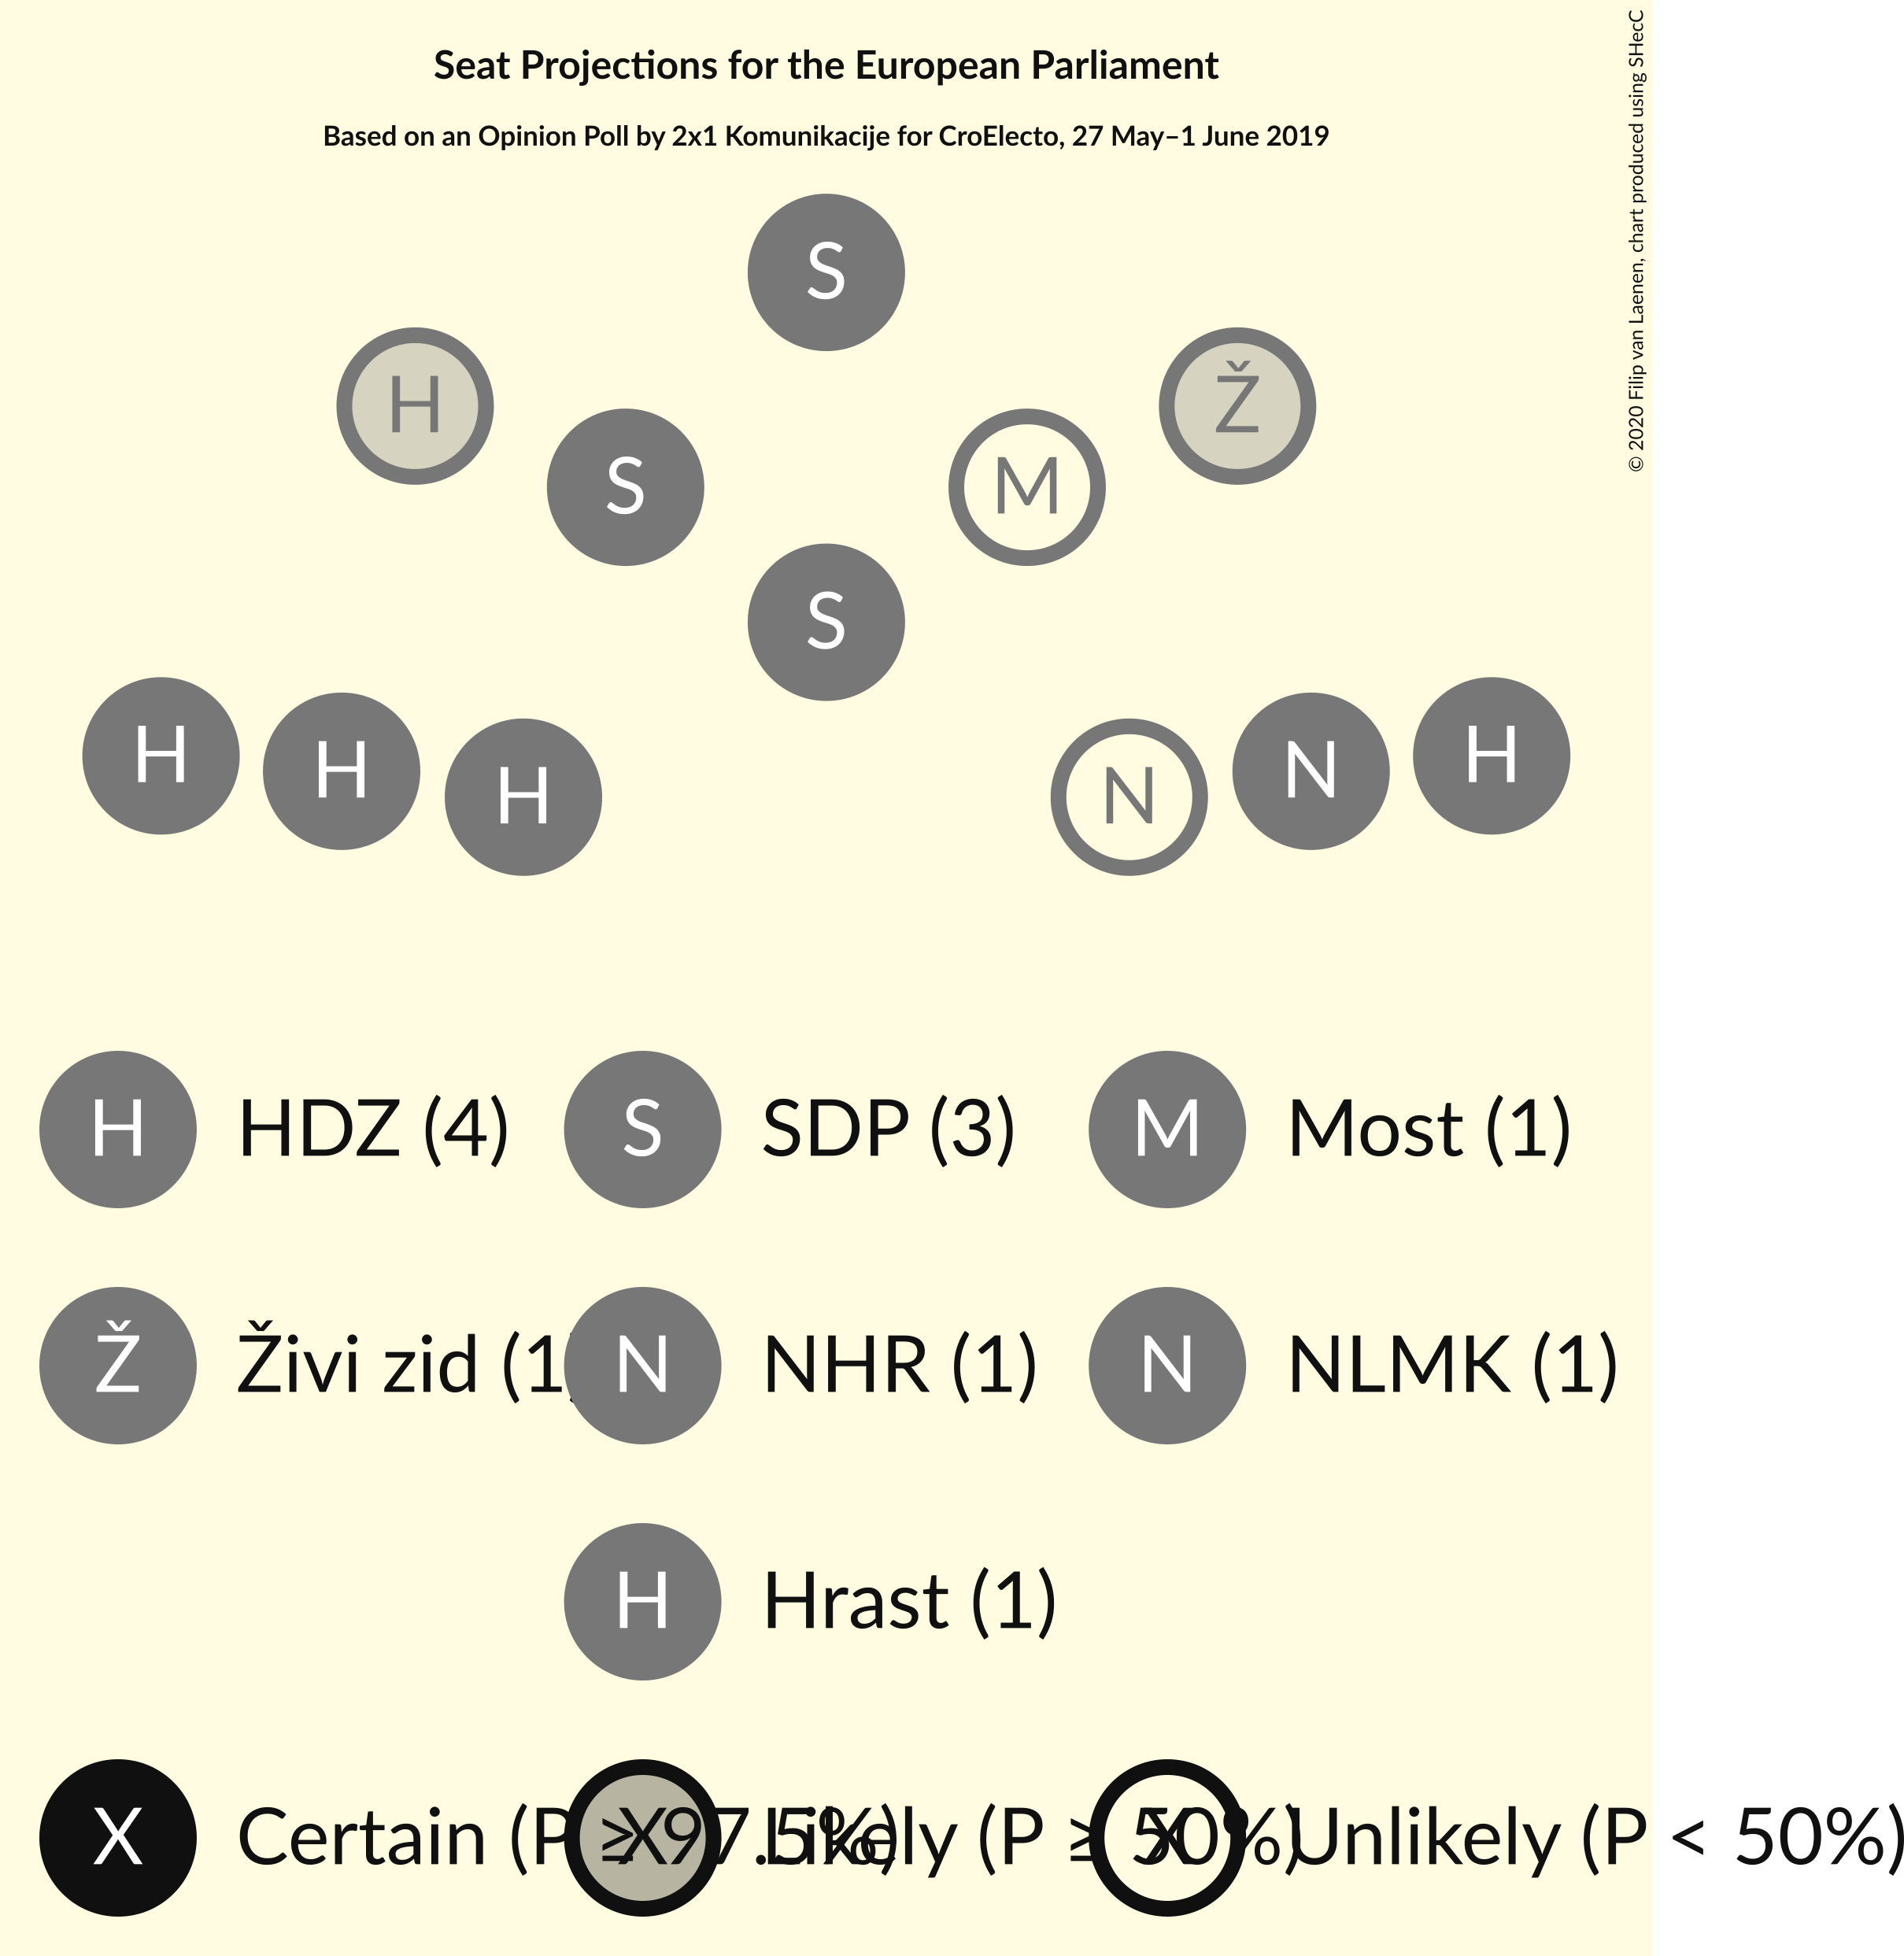 Seat Projections for the European Parliament
Based on an Opinion Poll by 2x1 Komunikacije for CroElecto, 27 May–1 June 2019
© 2020 Filip van Laenen, chart produced using SHecC
S
H
Ž
S
M
S
H
H
H
N
N
H
H HDZ (4) S SDP (3) M Most (1)
Ž Živi zid (1) N NHR (1) N NLMK (1)
H Hrast (1)
X Certain (P ≥ 97.5%) X Likely (P ≥ 50%) X Unlikely (P < 50%)